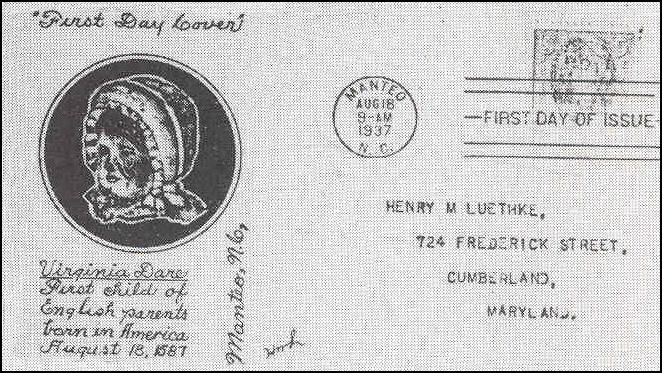 "First Day Cover"
MANTEO
AUG 18
9-AM
1937
N. C.
FIRST DAY OF ISSUE
HENRY M LUETHKE,
724 FREDERICK STREET,
CUMBERLAND,
MARYLAND.
Virginia Dare
First child of
English parents
born in America
August 18, 1587
Manteo, N.C,